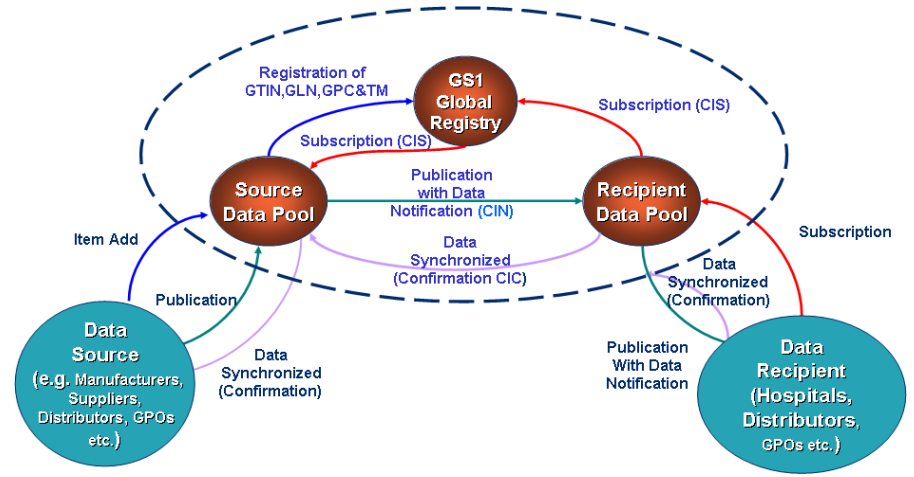 Registration of
GTIN,GLN,GPC&TM
GS1
Global
Registry
Subscription (CIS)
Subscription (CIS)
Source
Data Pool
Publication
with Data
Notification (CIN)
Recipient
Data Pool
Item Add
Data
Synchronized
(Confirmation CIC)
Subscription
Data
Synchronized
(Confirmation)
Publication
Data
Source
(e.g. Manufacturers,
Suppliers,
Distributors, GPOs
etc.)
Data
Synchronized
(Confirmation)
Publication
With Data
Notification
Data
Recipient
(Hospitals,
Distributors,
GPOs etc.)